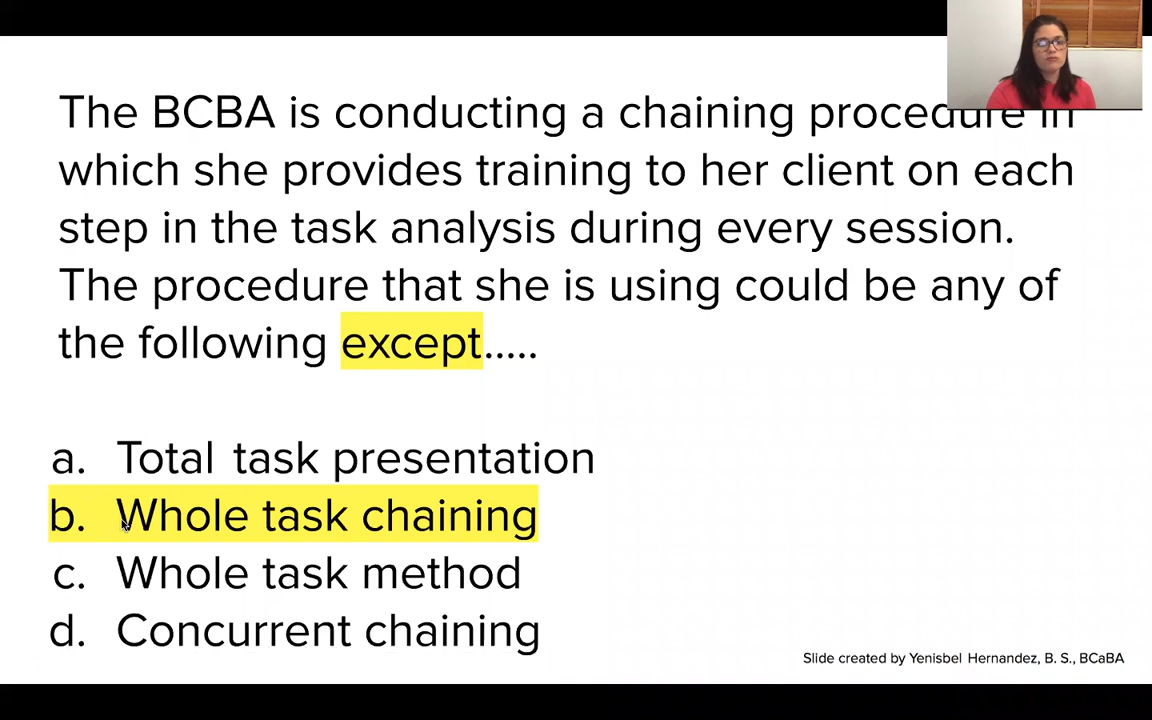 The BCBA is conducting a chaining procedure in
which she provides training to her client on each
step in the task analysis during every session.
The procedure that she is using could be any of
the following except.....
a. Total task presentation
b. Whole task chaining
c. Whole task method
d. Concurrent chaining
Slide created by Yenisbel Hernandez, B. S., BCaBA